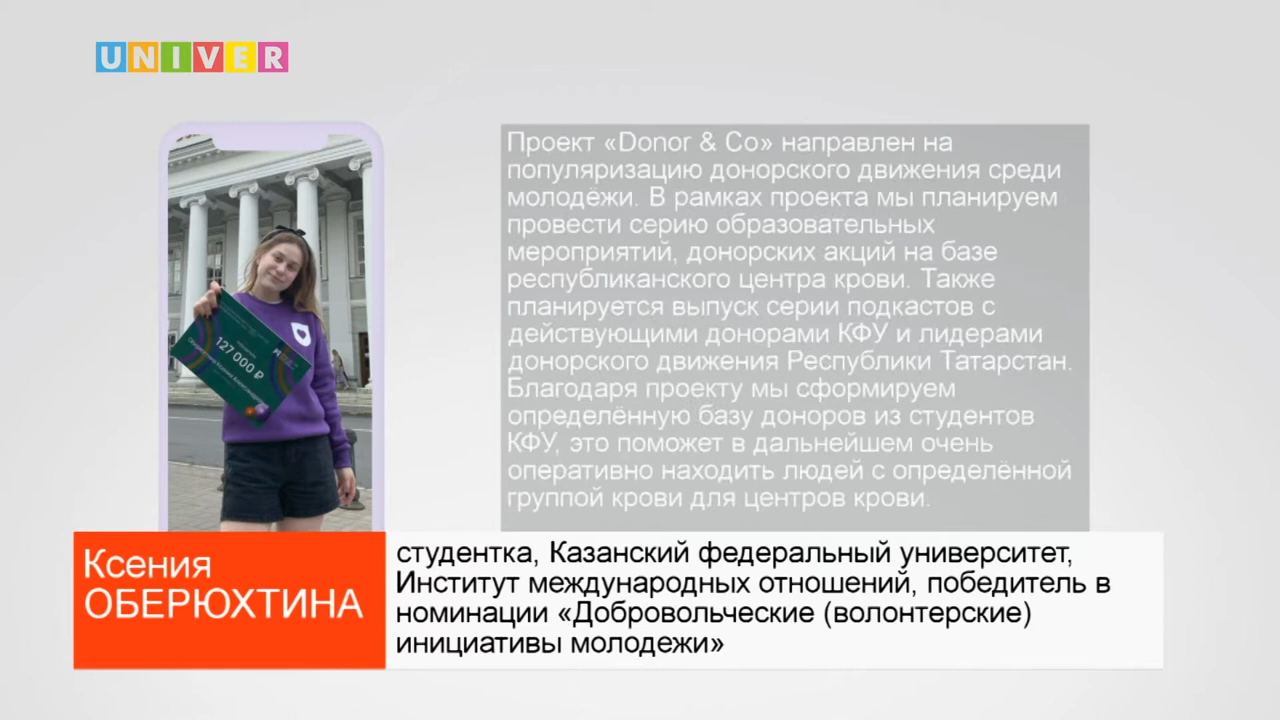 UNIVER
Проект «Donor & Co» направлен на
популяризацию донорского движения среди
молодёжи. В рамках проекта мы планируем
провести серию образовательных
мероприятий, донорских акций на базе
республиканского центра крови. Также
планируется выпуск серии подкастов с
действующими донорами КФУ и лидерами
донорского движения Республики Татарстан.
Благодаря проекту мы сформируем
определённую базу доноров из студентов
КФУ, это поможет в дальнейшем очень
оперативно находить людей с определённой
группой крови для центров крови.
127 000 ₽
Ксения
ОБЕРЮХТИНА
студентка, Казанский федеральный университет,
Институт международных отношений, победитель в
номинации «Добровольческие (волонтерские)
инициативы молодежи»